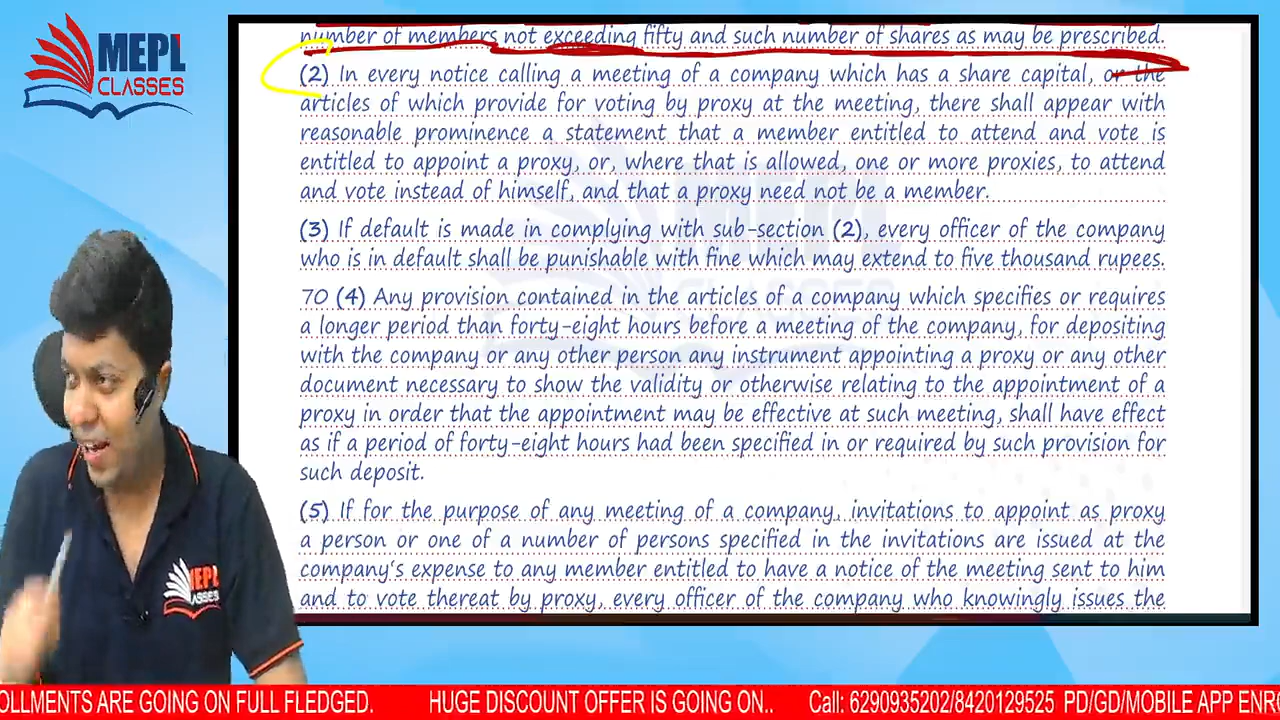 MEPL
CLASSES
number of members not exceeding fifty and such number of shares as may be prescribed.
(2) In every notice calling a meeting of a company which has a share capital, or the
articles of which provide for voting by proxy at the meeting, there shall appear with
reasonable prominence a statement that a member entitled to attend and vote is
entitled to appoint a proxy, or, where that is allowed, one or more proxies, to attend
and vote instead of himself, and that a proxy need not be a member.
(3) If default is made in complying with sub-section (2), every officer of the company
who is in default shall be punishable with fine which may extend to five thousand rupees.
70 (4) Any provision contained in the articles of a company which specifies or requires
a longer period than forty-eight hours before a meeting of the company, for depositing
with the company or any other person any instrument appointing a proxy or any other
document necessary to show the validity or otherwise relating to the appointment of a
proxy in order that the appointment may be effective at such meeting, shall have effect
as if a period of forty-eight hours had been specified in or required by such provision for
such deposit.
(5) If for the purpose of any meeting of a company, invitations to appoint as proxy
a person or one of a number of persons specified in the invitations are issued at the
company's expense to any member entitled to have a notice of the meeting sent to him
and to vote thereat by proxy, every officer of the company who knowingly issues the
MEPL
CLASSES
OLLMENTS ARE GOING ON FULL FLEDGED. HUGE DISCOUNT OFFER IS GOING ON.. Call: 6290935202/8420129525 PD/GD/MOBILE APP ENR